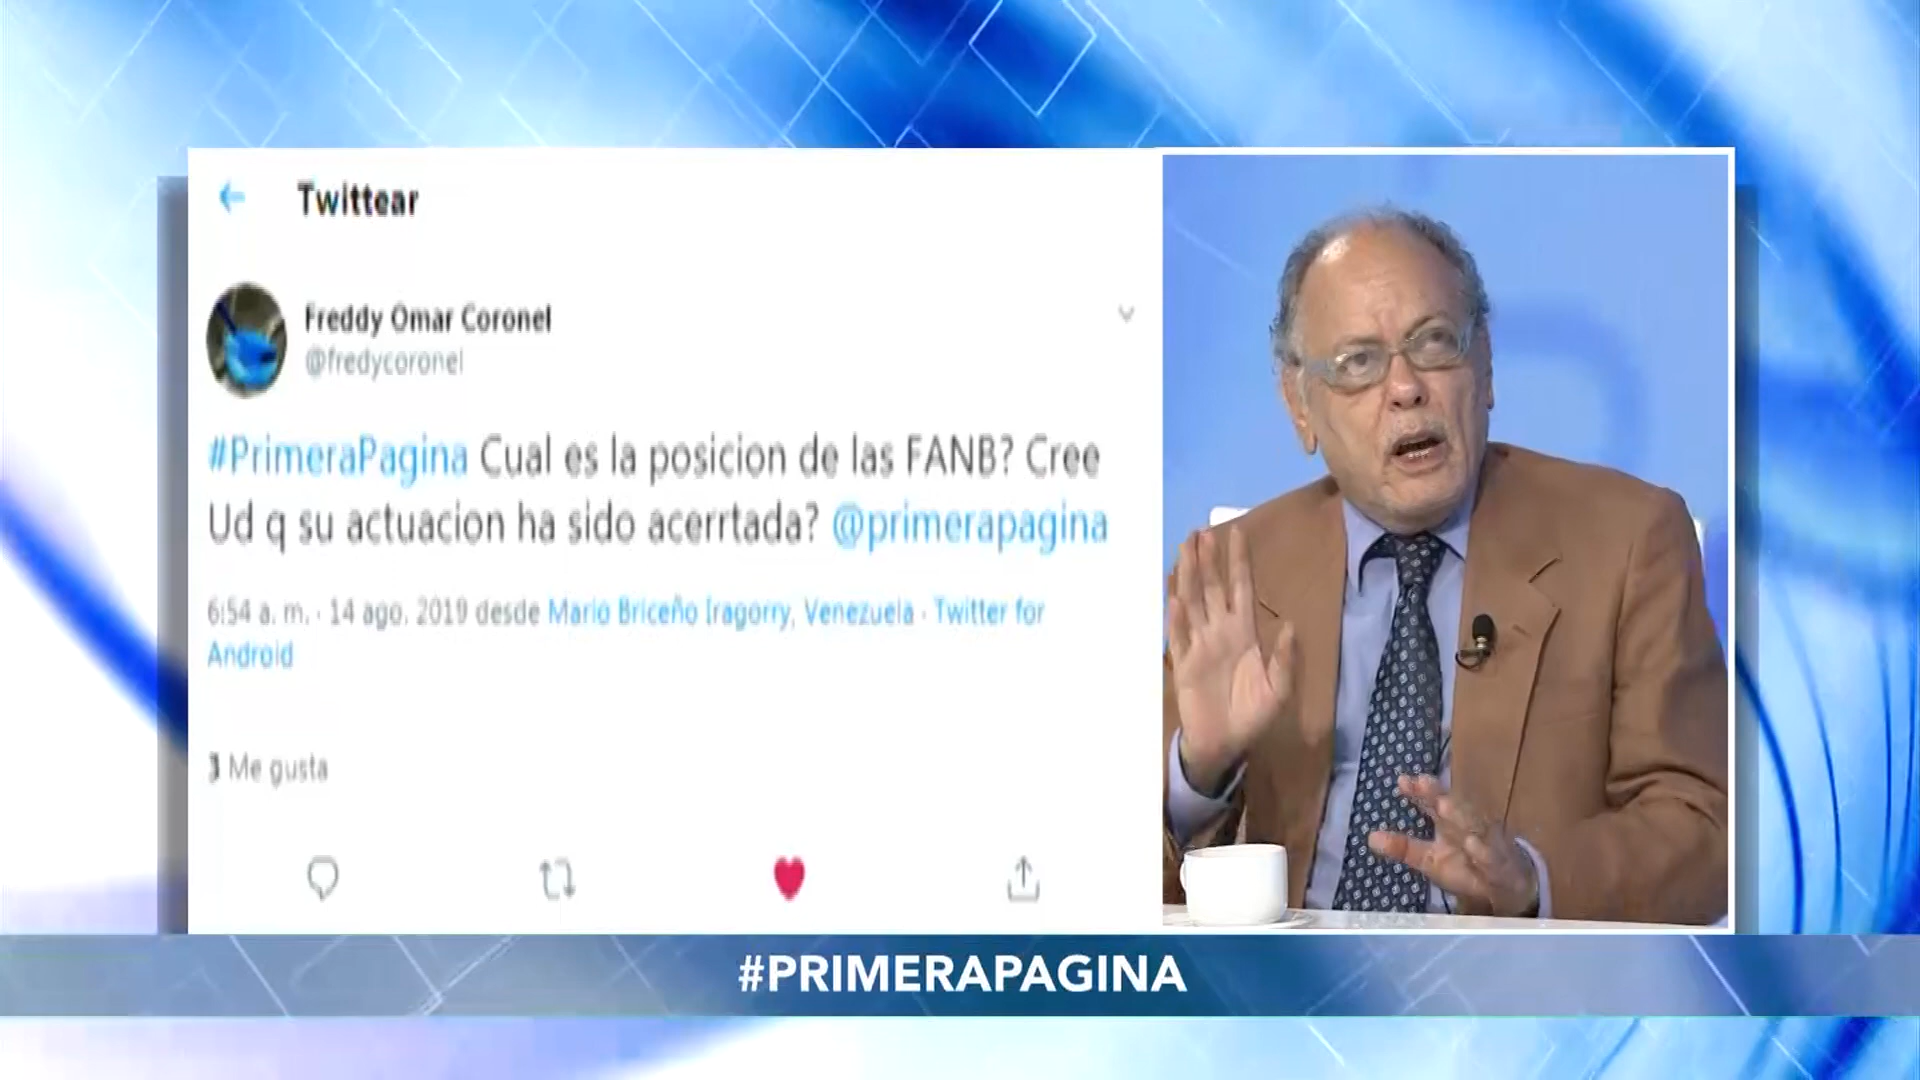 Twittear
Freddy Omar Coronel
@fredycoronel
#PrimeraPagina Cual es la posicion de las FANB? Cree
Ud q su actuacion ha sido acerrtada? @primerapagina
6:54 a. m. · 14 ago. 2019 desde Mario Briceño Iragorry, Venezuela · Twitter for
Android
3 Me gusta
#PRIMERAPAGINA